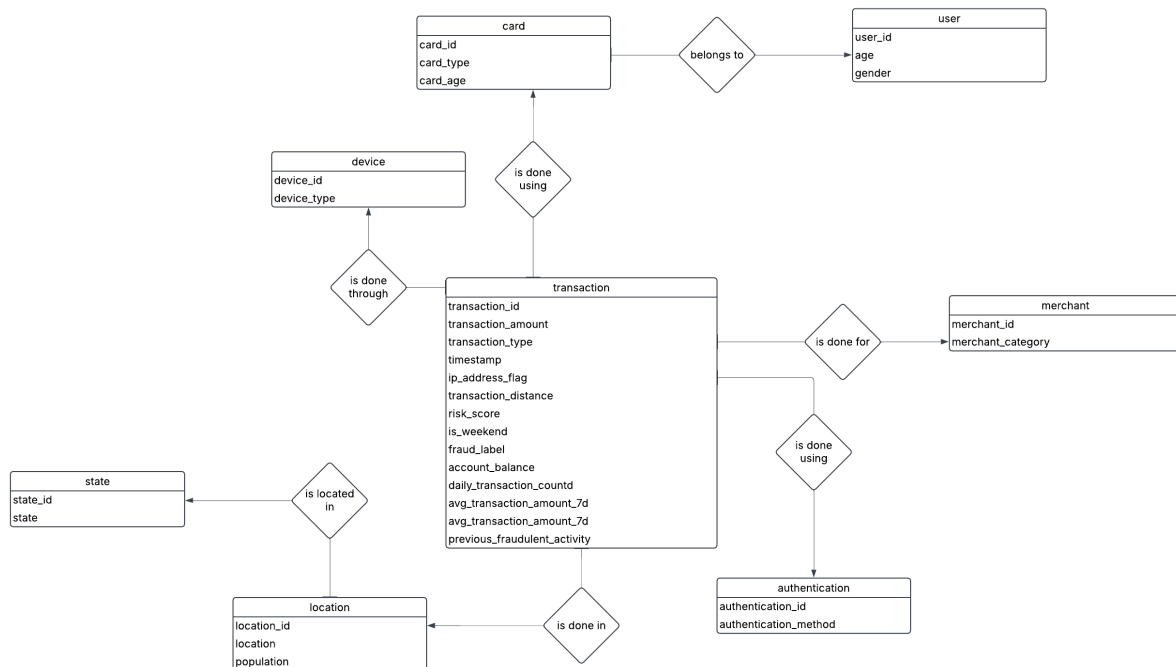 card
card_id
card_type
card_age
belongs to
user
user_id
age
gender
device
device_id
device_type
is done
using
is done
through
transaction
transaction_id
transaction_amount
transaction_type
timestamp
ip_address_flag
transaction_distance
risk_score
is_weekend
fraud_label
account_balance
daily_transaction_countd
avg_transaction_amount_7d
avg_transaction_amount_7d
previous_fraudulent_activity
is done for
merchant
merchant_id
merchant_category
is done
using
state
state_id
state
is located
in
authentication
authentication_id
authentication_method
location
location_id
location
population
is done in